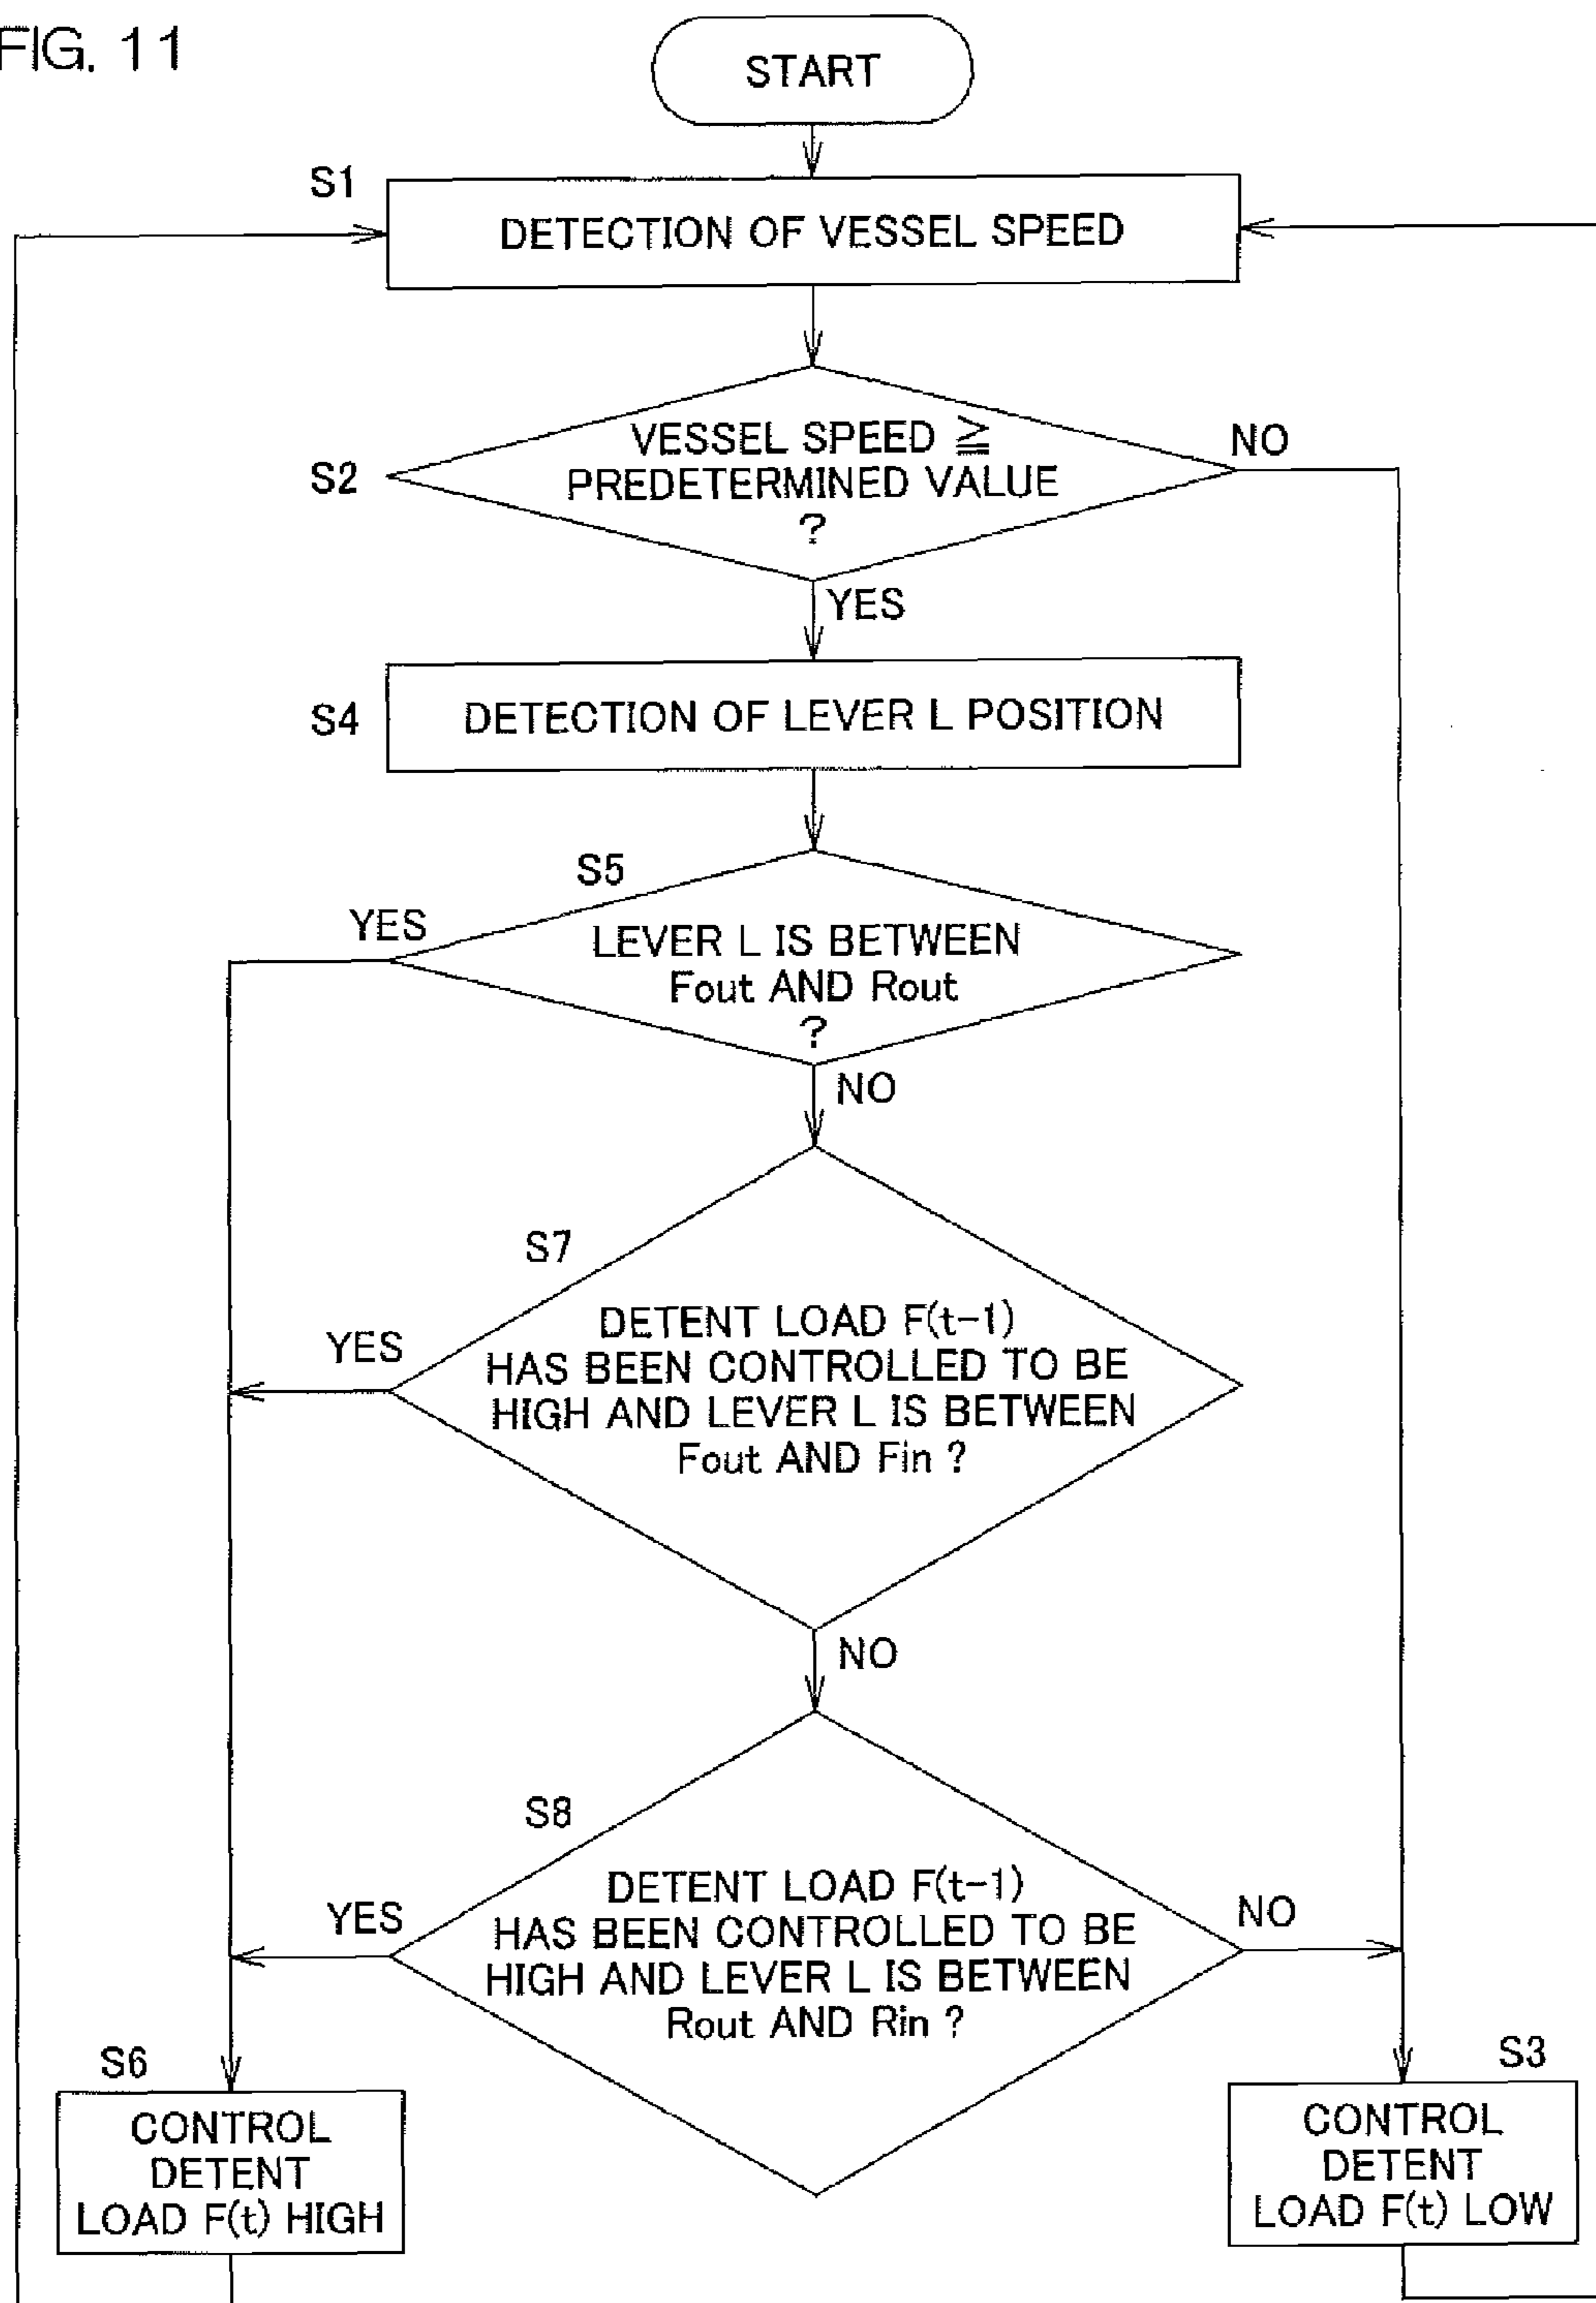 FIG. 11
START
S1
DETECTION OF VESSEL SPEED
S2
VESSEL SPEED ≧
PREDETERMINED VALUE
?
NO
YES
S4
DETECTION OF LEVER L POSITION
S5
YES
LEVER L IS BETWEEN
Fout AND Rout
?
NO
S7
YES
DETENT LOAD F(t-1)
HAS BEEN CONTROLLED TO BE
HIGH AND LEVER L IS BETWEEN
Fout AND Fin ?
NO
S8
YES
DETENT LOAD F(t-1)
HAS BEEN CONTROLLED TO BE
HIGH AND LEVER L IS BETWEEN
Rout AND Rin ?
NO
S6
CONTROL
DETENT
LOAD F(t) HIGH
S3
CONTROL
DETENT
LOAD F(t) LOW